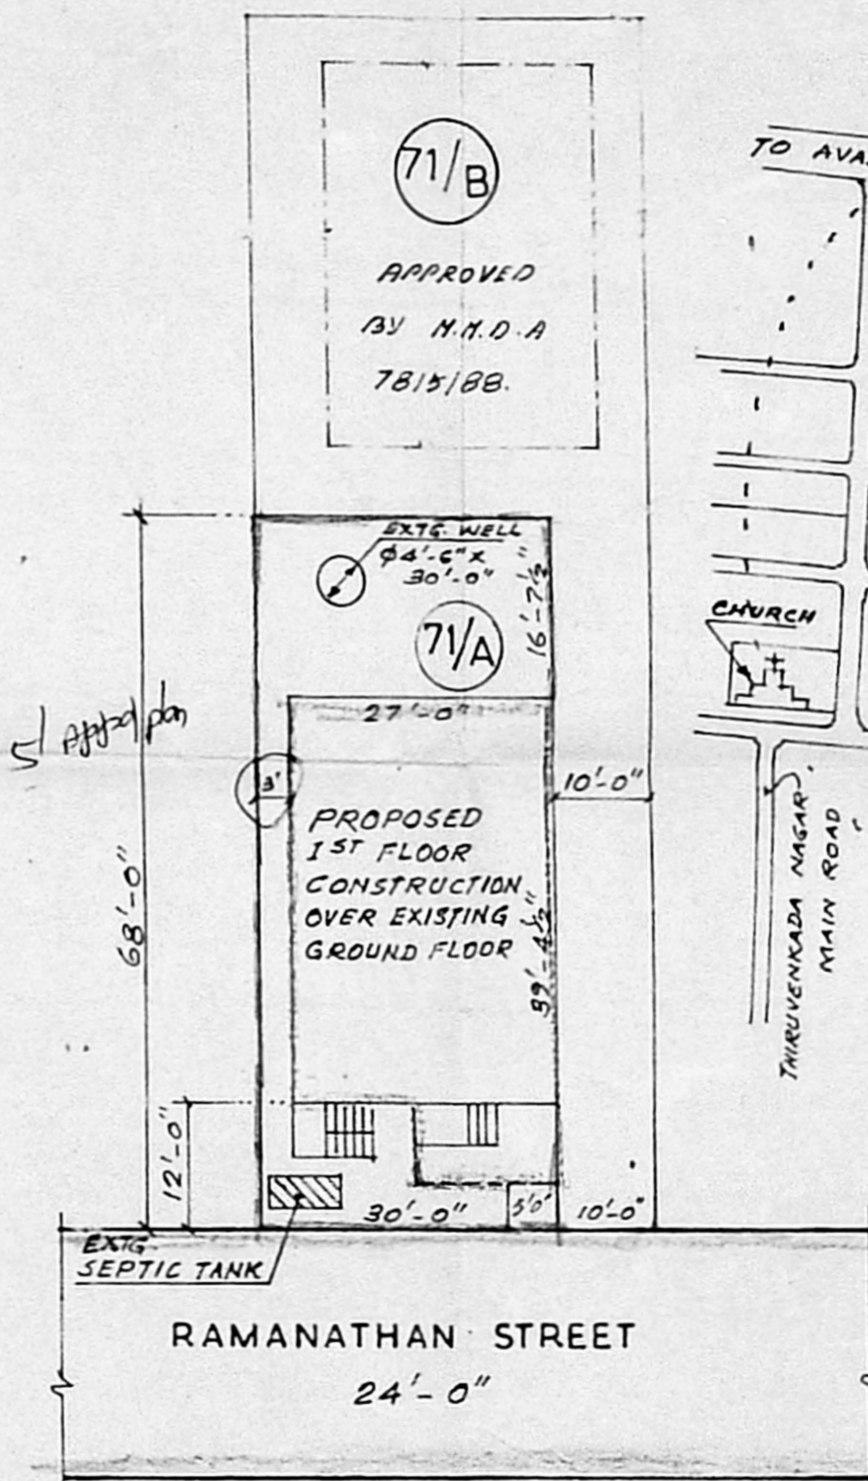 71/B
APPROVED
BY M.M.D.A
7815/88.
TO AVA
EXTG. WELL
φ4'-6" x
30'-0"
16'-7½"
71/A
CHURCH
27'-0"
3'
10'-0"
68'-0"
PROPOSED
1ST FLOOR
CONSTRUCTION
OVER EXISTING
GROUND FLOOR
39'-4½"
THIRUVENKADA NAGAR
MAIN ROAD
12'-0"
30'-0"
5'0"
10'-0"
EXTG.
SEPTIC TANK
RAMANATHAN STREET
24'-0"